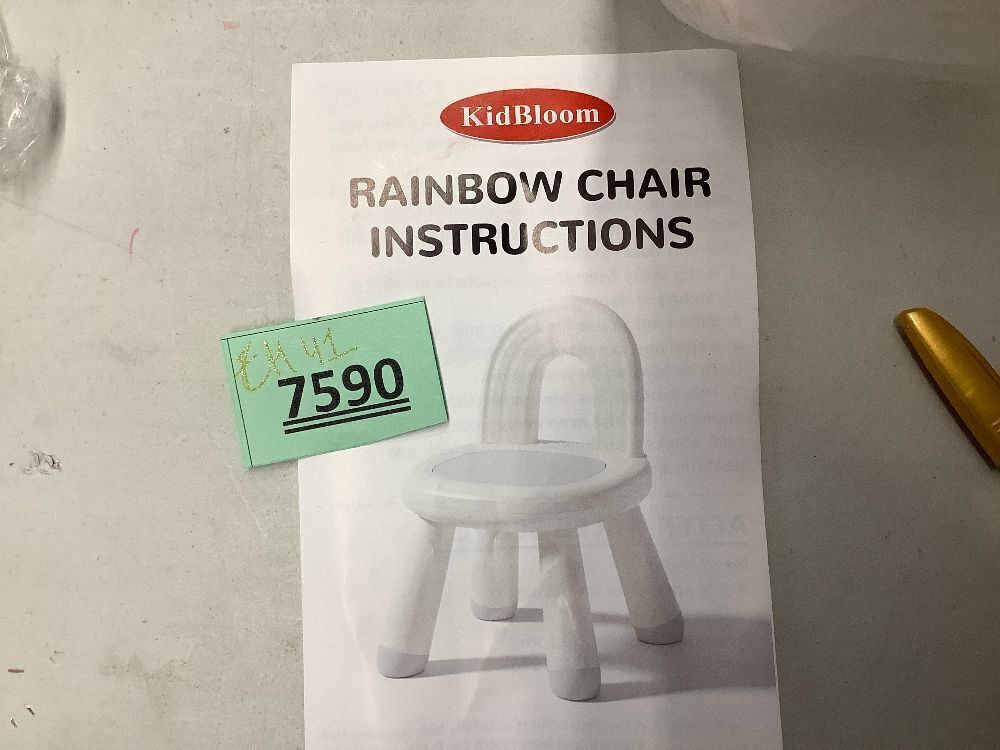 KidBloom
RAINBOW CHAIR
INSTRUCTIONS
EH 41
7590